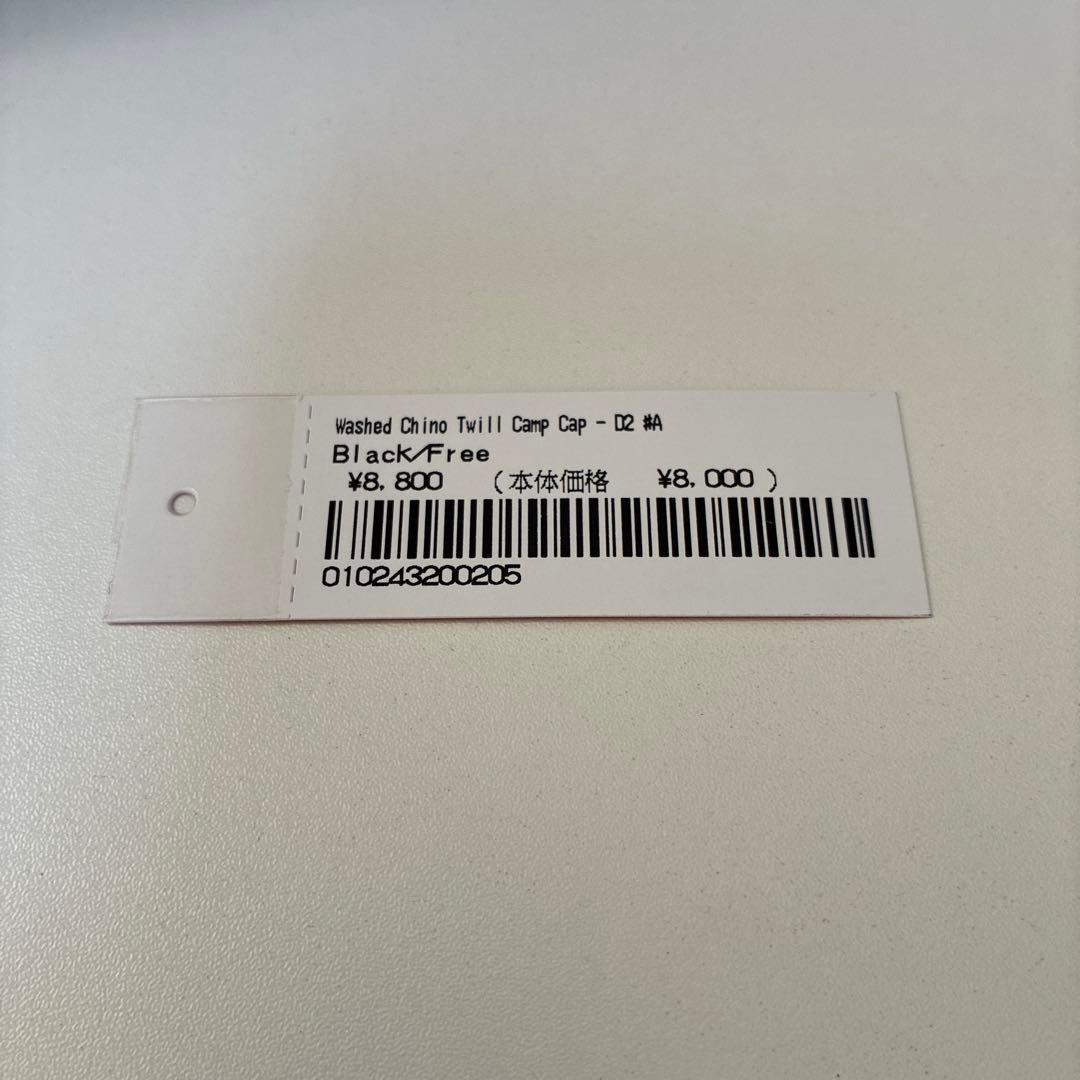 Washed Chino Twill Camp Cap - D2 #A
Black/Free
¥8,800 (本体価格 ¥8,000)
010243200205